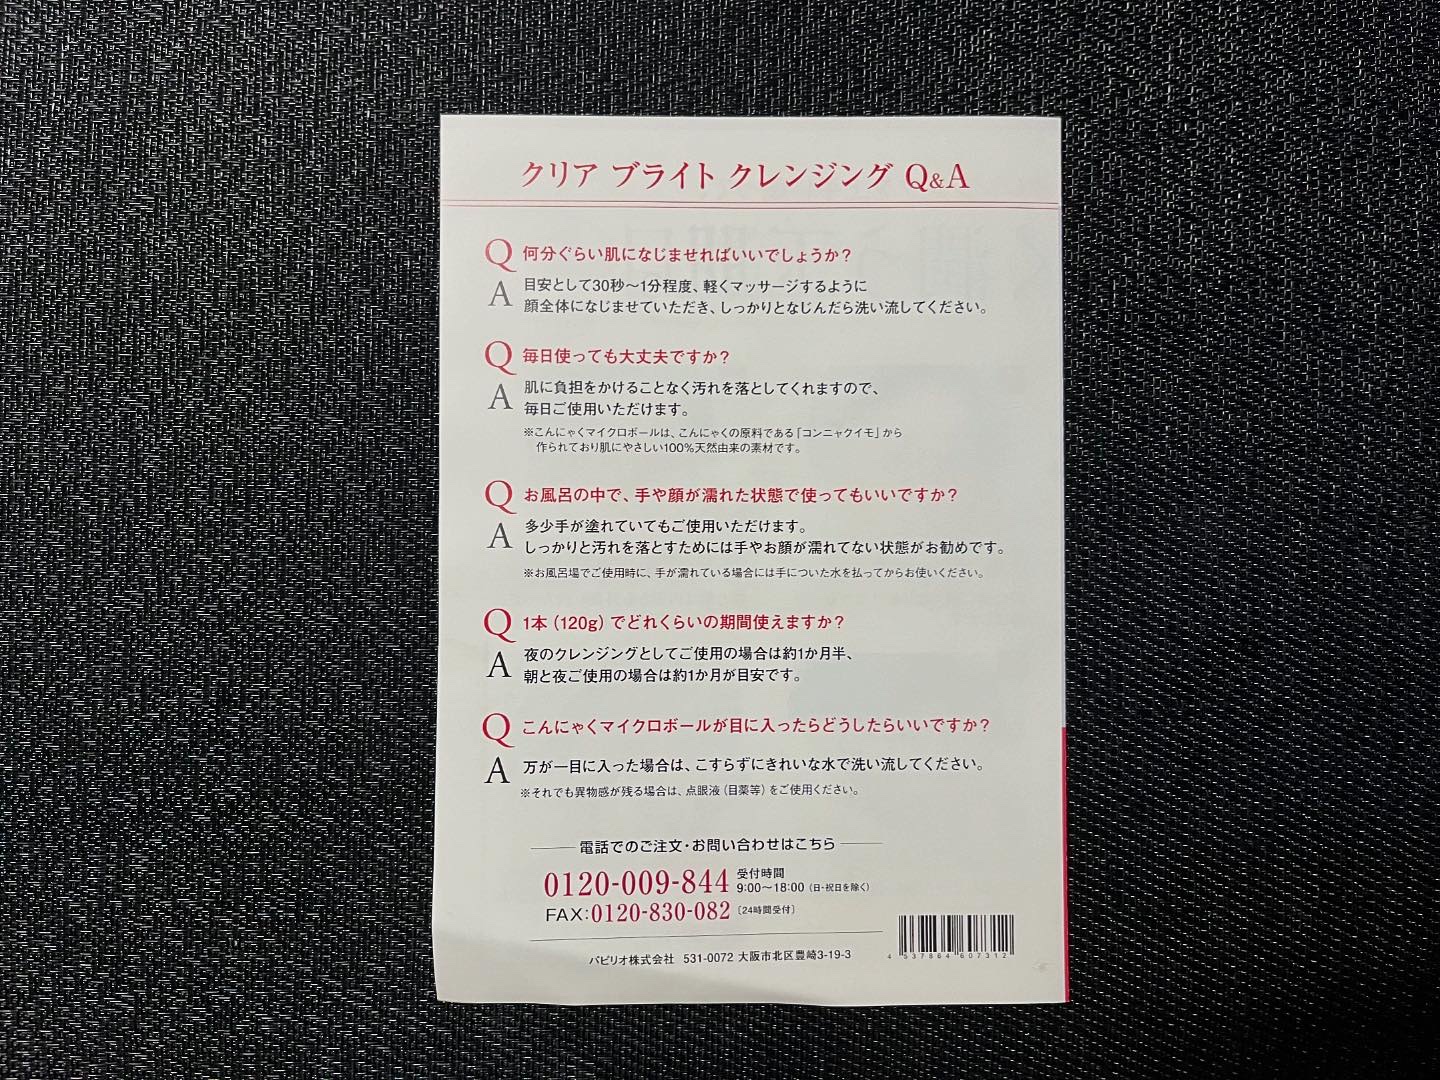 クリア ブライト クレンジング Q&A
Q 何分ぐらい肌になじませればいいでしょうか？
A 目安として30秒～1分程度、軽くマッサージするように
顔全体になじませていただき、しっかりとなじんだら洗い流してください。
Q 毎日使っても大丈夫ですか？
A 肌に負担をかけることなく汚れを落としてくれますので、
毎日ご使用いただけます。
※こんにゃくマイクロボールは、こんにゃくの原料である「コンニャクイモ」から
作られており肌にやさしい100%天然由来の素材です。
Q お風呂の中で、手や顔が濡れた状態で使ってもいいですか？
A 多少手が塗れていてもご使用いただけます。
しっかりと汚れを落とすためには手やお顔が濡れてない状態がお勧めです。
※お風呂場でご使用時に、手が濡れている場合には手についた水を払ってからお使いください。
Q 1本（120g）でどれくらいの期間使えますか？
A 夜のクレンジングとしてご使用の場合は約1か月半、
朝と夜ご使用の場合は約1か月が目安です。
Q こんにゃくマイクロボールが目に入ったらどうしたらいいですか？
A 万が一目に入った場合は、こすらずにきれいな水で洗い流してください。
※それでも異物感が残る場合は、点眼液（目薬等）をご使用ください。
電話でのご注文・お問い合わせはこちら
0120-009-844 受付時間
9:00～18:00（日・祝日を除く）
FAX:0120-830-082〔24時間受付〕
パピリオ株式会社 531-0072 大阪市北区豊崎3-19-3
4 537864 607312